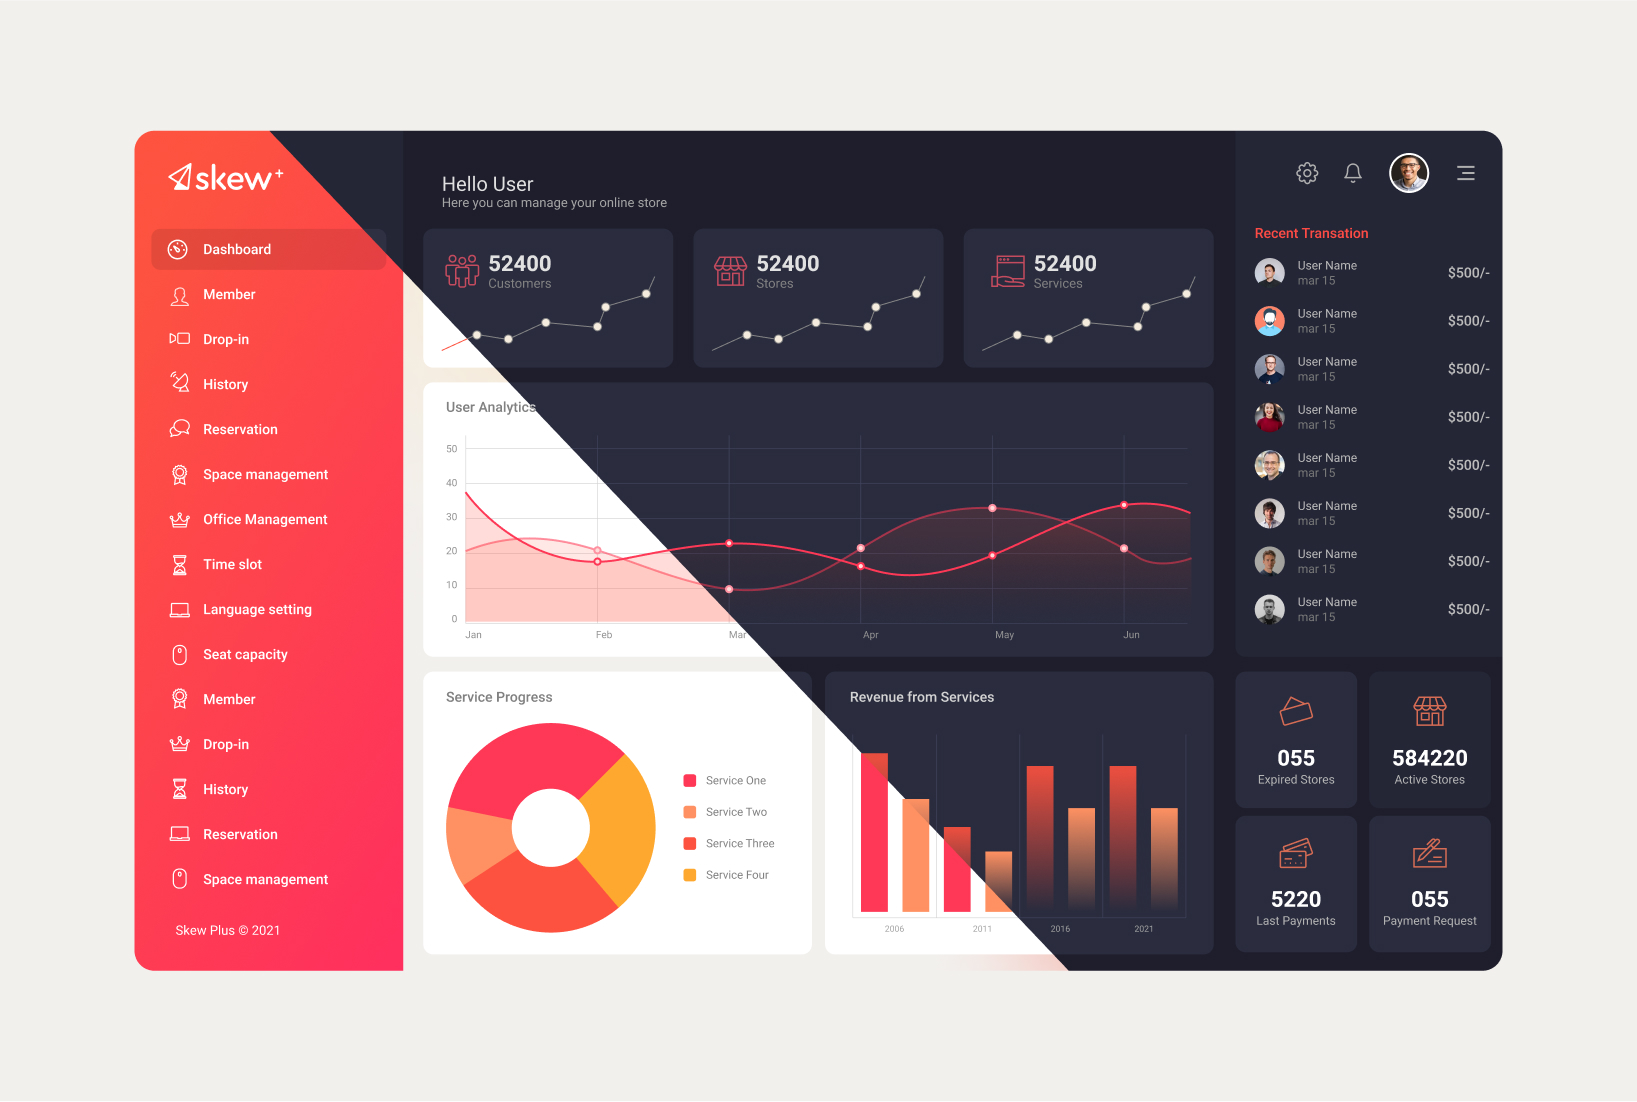 skew+
Dashboard
Member
Drop-in
History
Reservation
Space management
Office Management
Time slot
Language setting
Seat capacity
Member
Drop-in
History
Reservation
Space management
Skew Plus © 2021
Hello User
Here you can manage your online store
52400
Customers
52400
Stores
52400
Services
User Analytics
50
40
30
20
10
0
Jan
Feb
Mar
Apr
May
Jun
Service Progress
Service One
Service Two
Service Three
Service Four
Revenue from Services
2006
2011
2016
2021
Recent Transation
User Name
mar 15
$500/-
User Name
mar 15
$500/-
User Name
mar 15
$500/-
User Name
mar 15
$500/-
User Name
mar 15
$500/-
User Name
mar 15
$500/-
User Name
mar 15
$500/-
User Name
mar 15
$500/-
055
Expired Stores
584220
Active Stores
5220
Last Payments
055
Payment Request